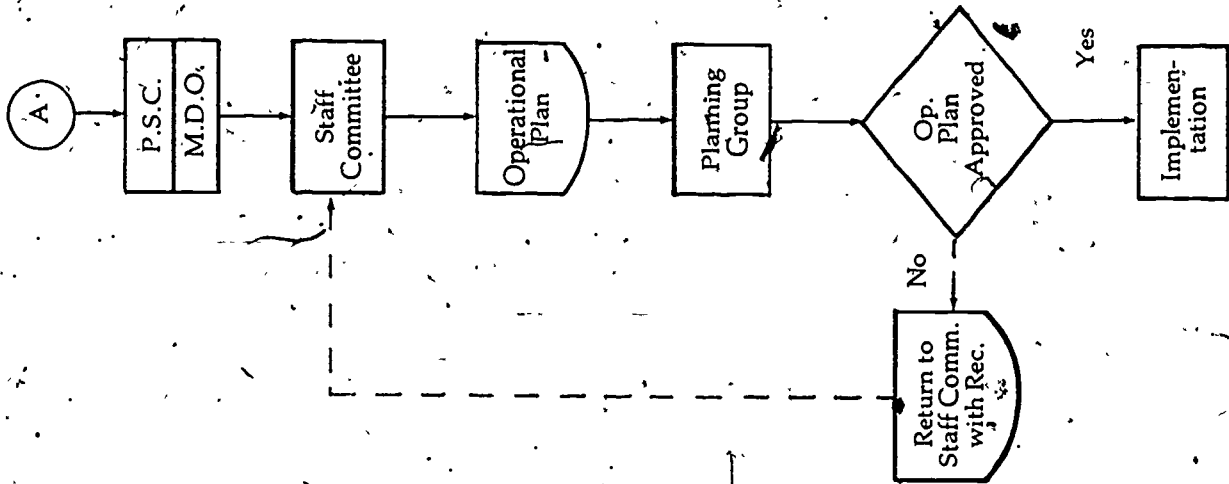 A
P.S.C.
M.D.O.
Staff
Committee
Operational
Plan
Planning
Group
Op.
Plan
Approved
Yes
No
Implemen-
tation
Return to
Staff Comm.
with Rec.